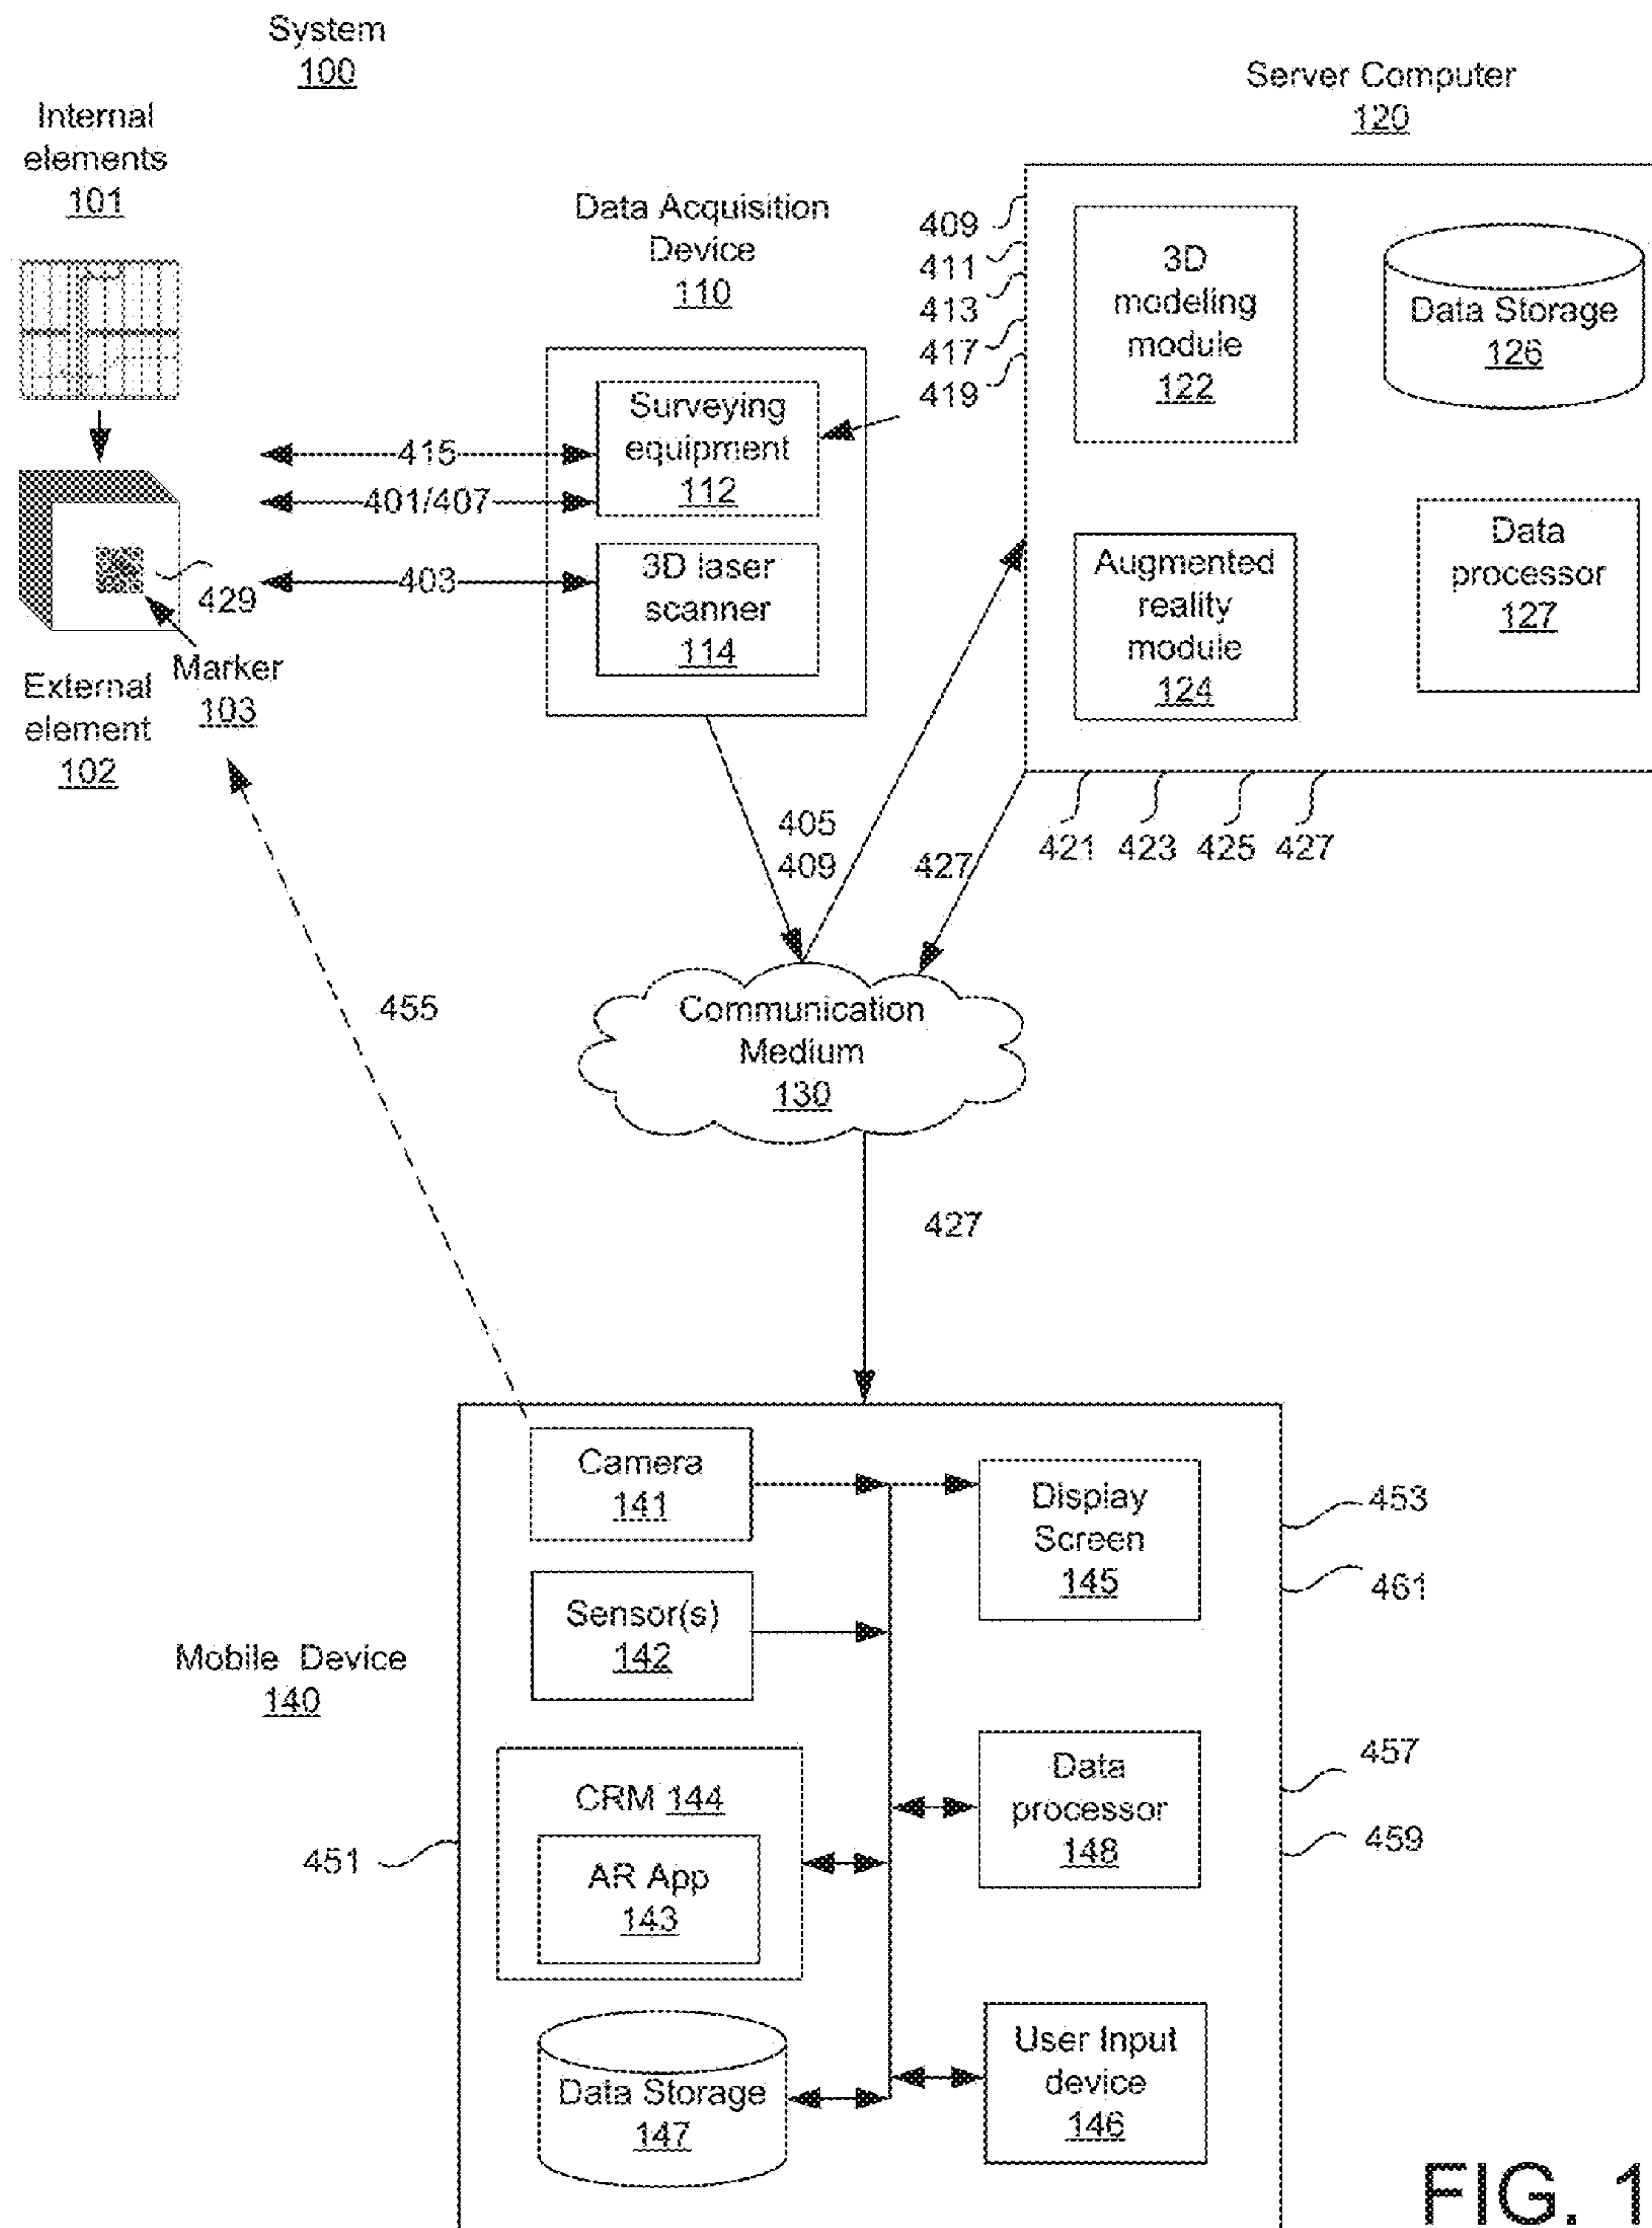 System
100
Server Computer
120
Internal
elements
101
Data Acquisition
Device
110
409
411
413
417
419
3D
modeling
module
122
Data Storage
126
Surveying
equipment
112
415
401/407
403
3D laser
scanner
114
Augmented
reality
module
124
Data
processor
127
429
Marker
103
External
element
102
405
409
427
421
423
425
427
455
Communication
Medium
130
427
Camera
141
Display
Screen
145
453
461
Sensor(s)
142
Mobile Device
140
CRM 144
AR App
143
451
Data
processor
148
457
459
Data Storage
147
User Input
device
146
FIG. 1